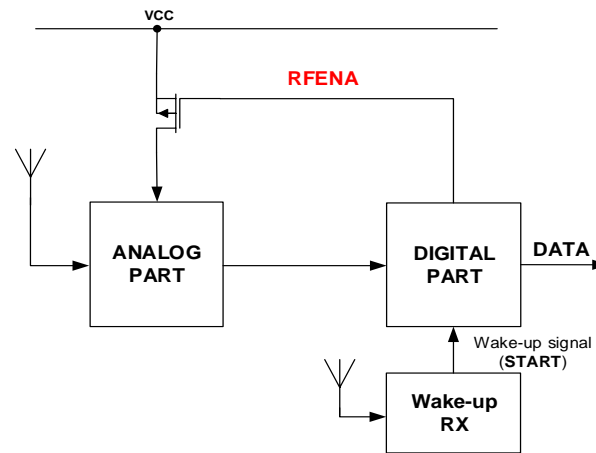 VCC
RFENA
ANALOG
PART
DIGITAL
PART
DATA
Wake-up signal
(START)
Wake-up
RX